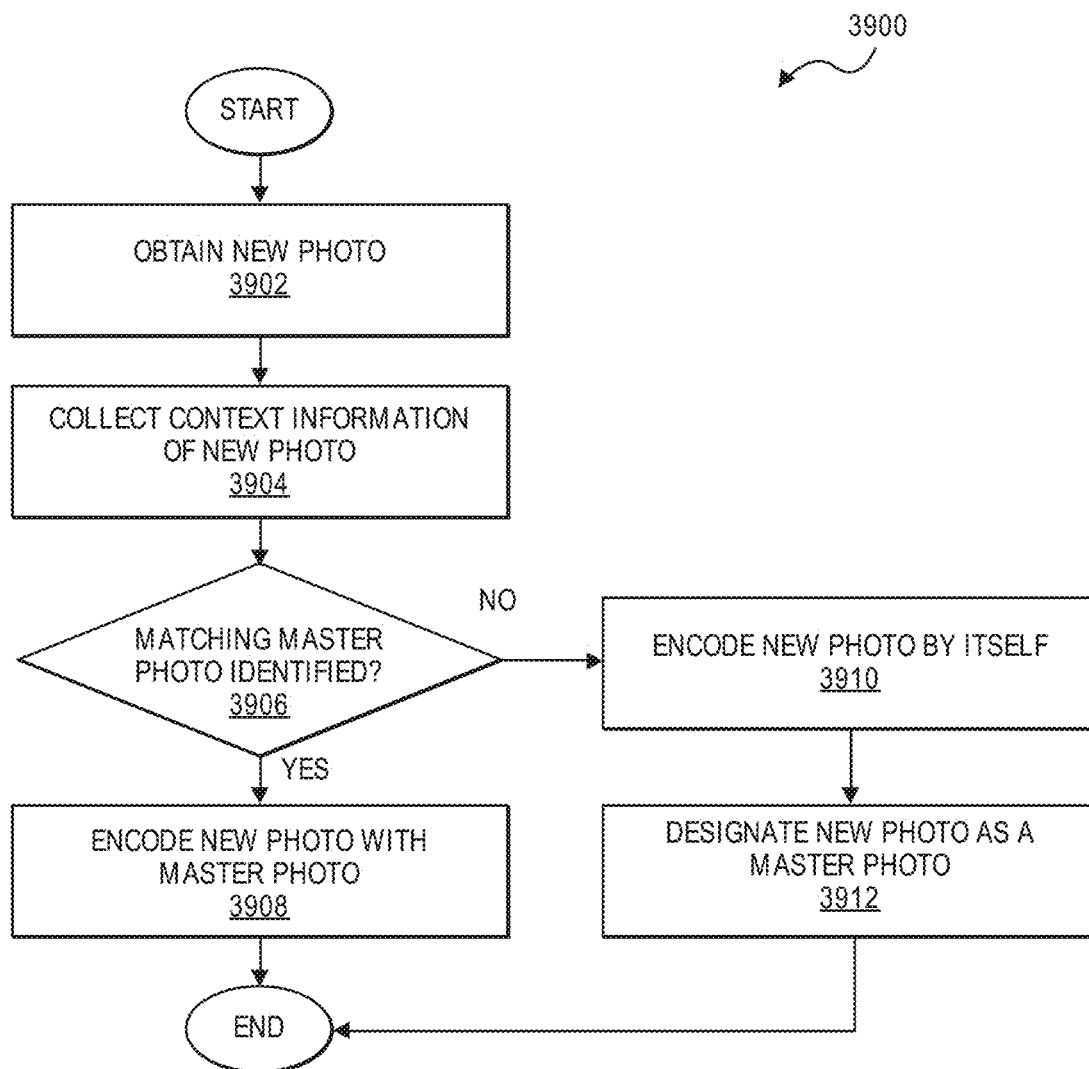 3900
START
OBTAIN NEW PHOTO
3902
COLLECT CONTEXT INFORMATION
OF NEW PHOTO
3904
MATCHING MASTER
PHOTO IDENTIFIED?
3906
NO
ENCODE NEW PHOTO BY ITSELF
3910
YES
ENCODE NEW PHOTO WITH
MASTER PHOTO
3908
DESIGNATE NEW PHOTO AS A
MASTER PHOTO
3912
END